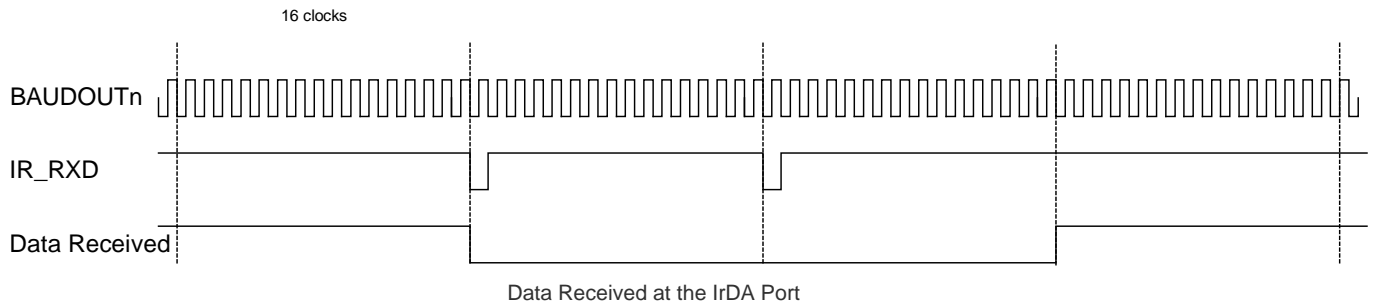 16 clocks
BAUDOUTn
IR_RXD
Data Received
Data Received at the IrDA Port